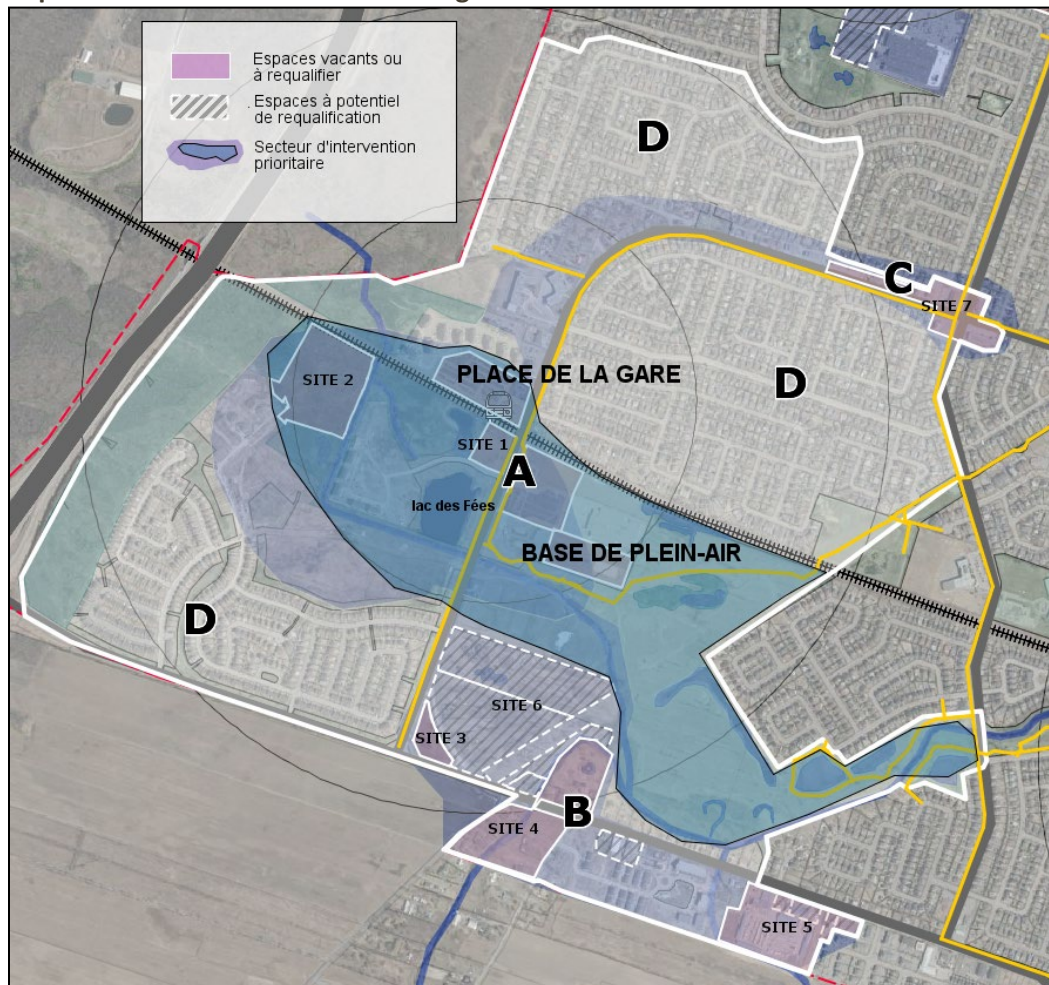 Espaces vacants ou
à requalifier
. Espaces à potentiel
de requalification
Secteur d'intervention
prioritaire
D
C
SITE 7
D
PLACE DE LA GARE
SITE 2
SITE 1
A
lac des Fées
BASE DE PLEIN-AIR
D
SITE 6
SITE 3
B
SITE 4
SITE 5